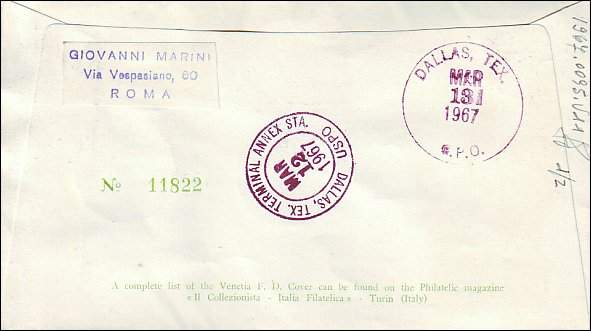 GIOVANNI MARINI
Via Vespasiano, 60
ROMA
DALLAS, TEX.
MAR
1967
G.P.O.
DALLAS, TEX. TERMINAL ANNEX STA.
USPO
MAR
12
1967
Nº 11822
A complete list of the Venetia F. D. Cover can be found on the Philatelic magazine
« Il Collezionista - Italia Filatelica » - Turin (Italy)
1/2